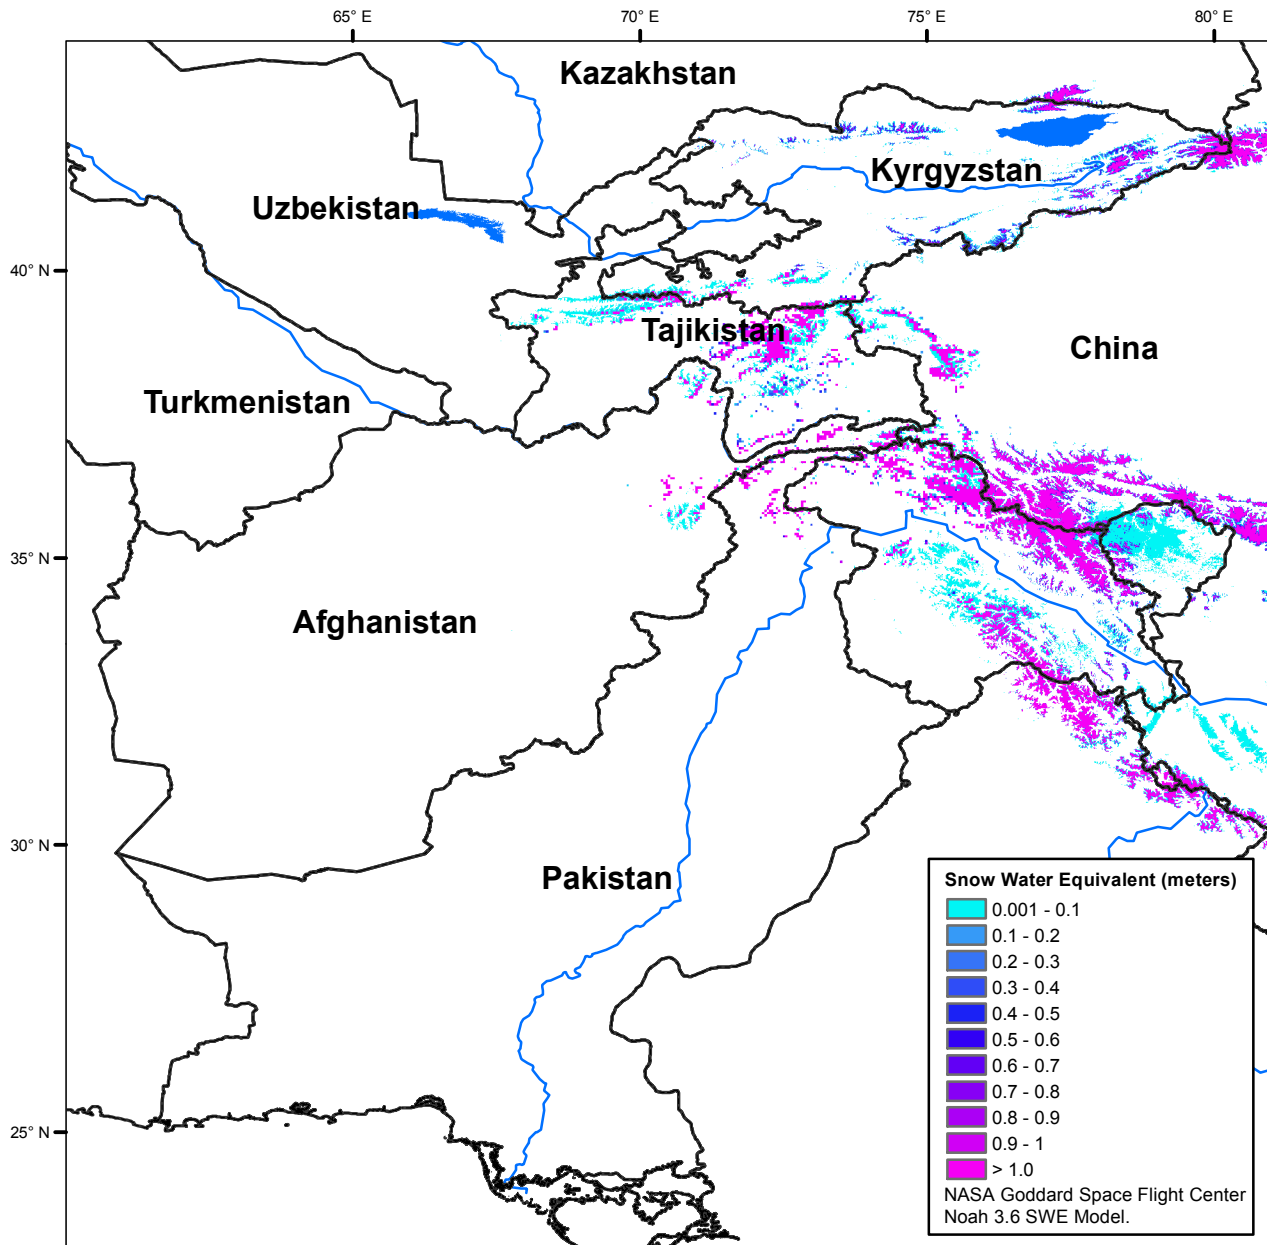 65° E
70° E
75° E
80° E
Kazakhstan
Kyrgyzstan
Uzbekistan
40° N
Tajikistan
China
Turkmenistan
35° N
Afghanistan
30° N
Pakistan
Snow Water Equivalent (meters)
0.001 - 0.1
0.1 - 0.2
0.2 - 0.3
0.3 - 0.4
0.4 - 0.5
0.5 - 0.6
0.6 - 0.7
0.7 - 0.8
0.8 - 0.9
0.9 - 1
> 1.0
NASA Goddard Space Flight Center
Noah 3.6 SWE Model.
25° N